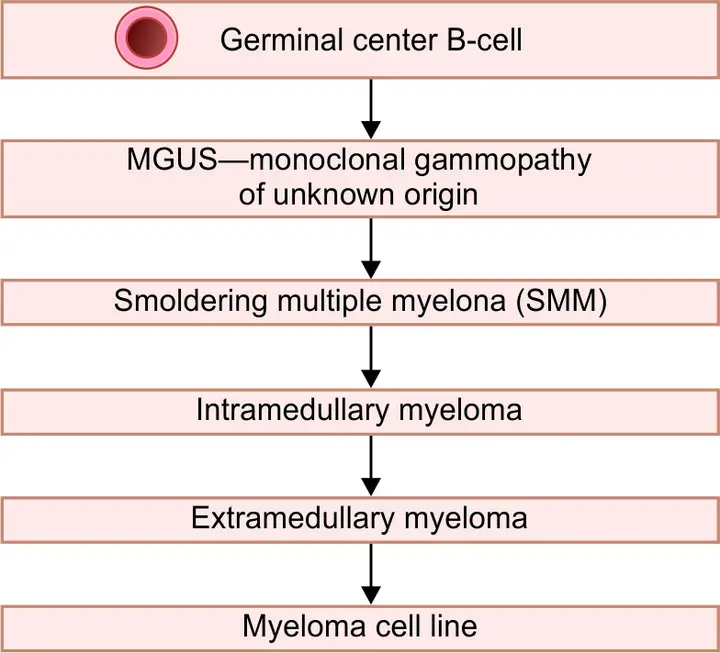 Germinal center B-cell
MGUS—monoclonal gammopathy
of unknown origin
Smoldering multiple myelona (SMM)
Intramedullary myeloma
Extramedullary myeloma
Myeloma cell line